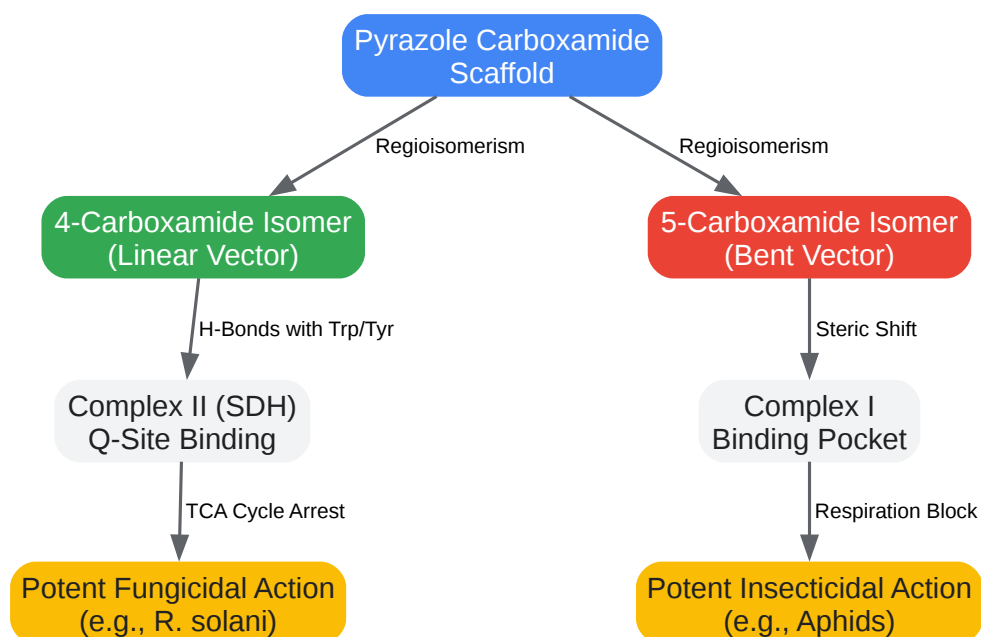 Pyrazole Carboxamide
Scaffold
Regioisomerism
Regioisomerism
4-Carboxamide Isomer
(Linear Vector)
5-Carboxamide Isomer
(Bent Vector)
H-Bonds with Trp/Tyr
Steric Shift
Complex II (SDH)
Q-Site Binding
Complex I
Binding Pocket
TCA Cycle Arrest
Respiration Block
Potent Fungicidal Action
(e.g., R. solani)
Potent Insecticidal Action
(e.g., Aphids)